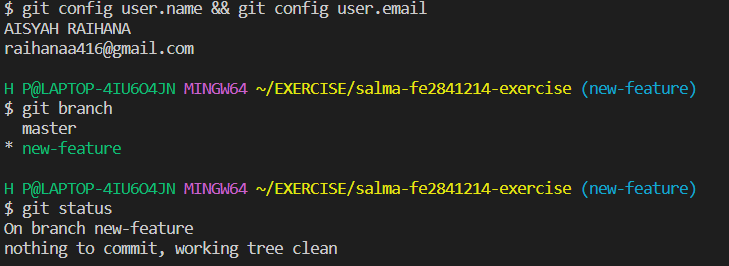 $ git config user.name && git config user.email
AISYAH RAIHANA
raihanaa416@gmail.com
H P@LAPTOP-4IU6O4JN MINGW64 ~/EXERCISE/salma-fe2841214-exercise (new-feature)
$ git branch
  master
* new-feature
H P@LAPTOP-4IU6O4JN MINGW64 ~/EXERCISE/salma-fe2841214-exercise (new-feature)
$ git status
On branch new-feature
nothing to commit, working tree clean